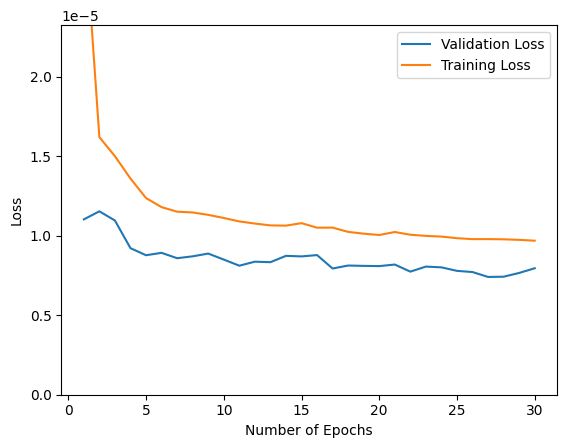 1e−5
Validation Loss
Training Loss
2.0
1.5
1.0
0.5
0.0
Loss
0 5 10 15 20 25 30
Number of Epochs